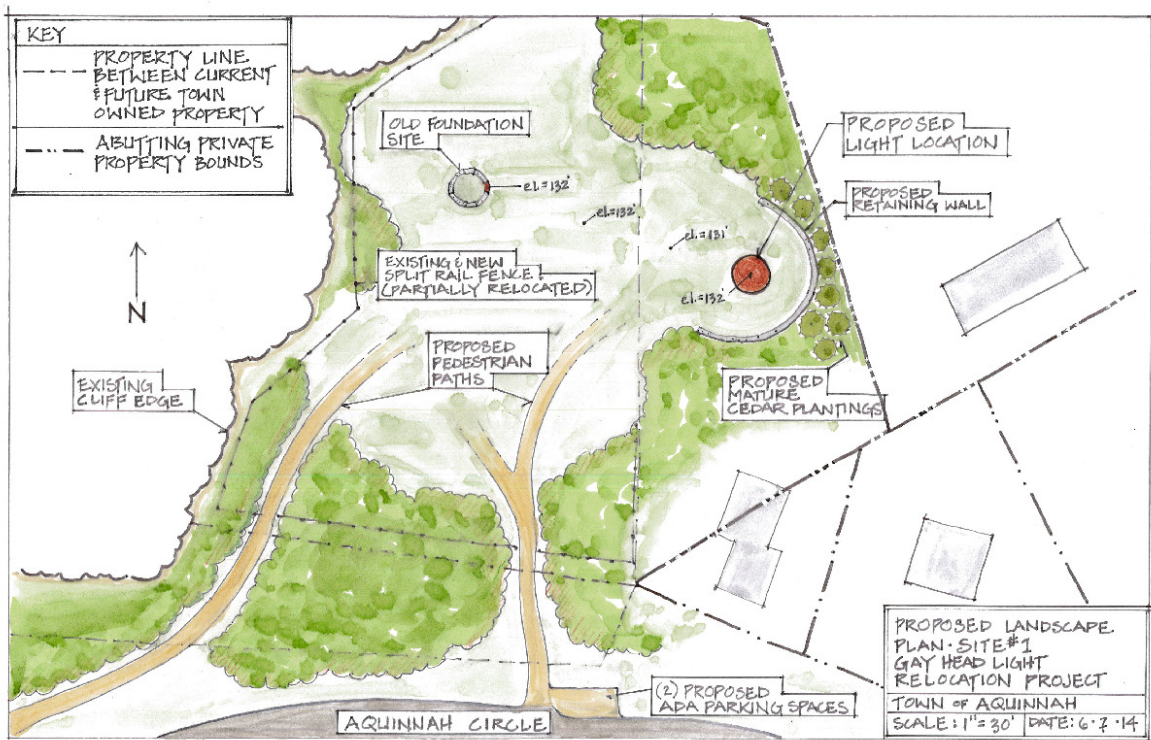 KEY
PROPERTY LINE
BETWEEN CURRENT
& FUTURE TOWN
OWNED PROPERTY
ABUTTING PRIVATE
PROPERTY BOUNDS
OLD FOUNDATION
SITE
el.=132'
el.=132'
el.=131'
el.=132'
PROPOSED
LIGHT LOCATION
PROPOSED
RETAINING WALL
EXISTING & NEW
SPLIT RAIL FENCE
(PARTIALLY RELOCATED)
N
PROPOSED
PEDESTRIAN
PATHS
EXISTING
CLIFF EDGE
PROPOSED
MATURE
CEDAR PLANTINGS
(2) PROPOSED
ADA PARKING SPACES
AQUINNAH CIRCLE
PROPOSED LANDSCAPE
PLAN · SITE #1
GAY HEAD LIGHT
RELOCATION PROJECT
TOWN OF AQUINNAH
SCALE: 1"=30' DATE: 6·7·14